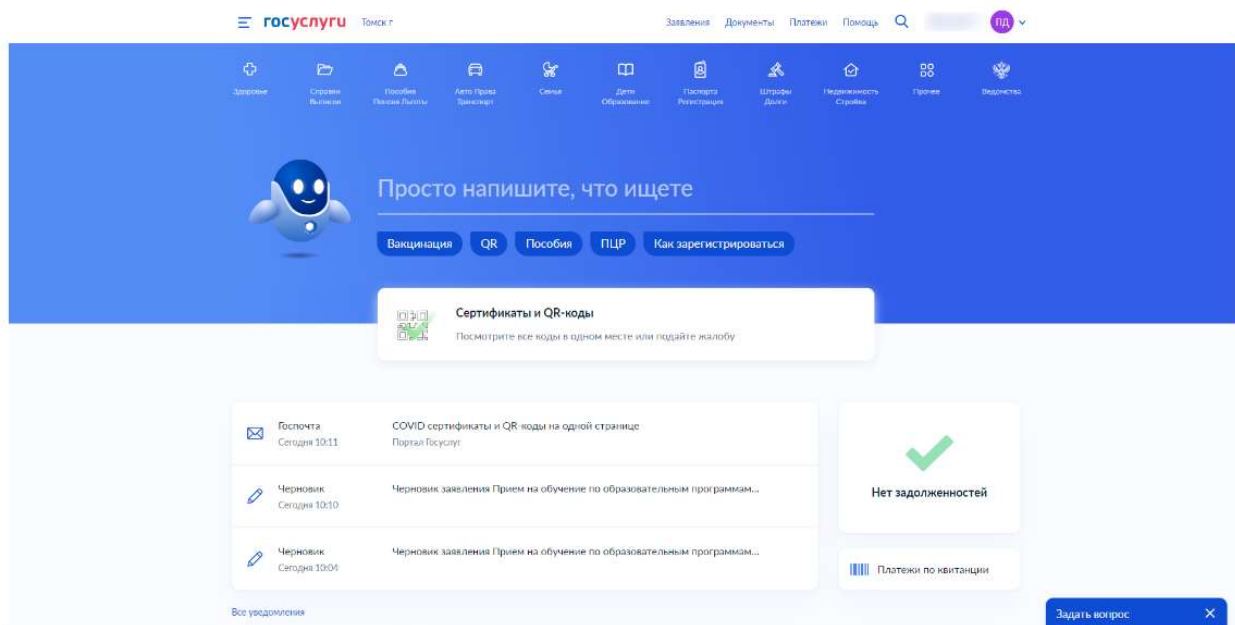 госуслуги
Томск г
Заявления Документы Платежи Помощь
ПД
Здоровье
Справки
Выписки
Пособия
Пенсия Льготы
Авто Права
Транспорт
Семья
Дети
Образование
Паспорта
Регистрация
Штрафы
Долги
Недвижимость
Стройка
Прочее
Ведомства
Просто напишите, что ищете
Вакцинация QR Пособия ПЦР Как зарегистрироваться
Сертификаты и QR-коды
Посмотрите все коды в одном месте или подайте жалобу
Госпочта
Сегодня 10:11
COVID сертификаты и QR-коды на одной странице
Портал Госуслуг
Черновик
Сегодня 10:10
Черновик заявления Прием на обучение по образовательным программам...
Черновик
Сегодня 10:04
Черновик заявления Прием на обучение по образовательным программам...
Все уведомления
Нет задолженностей
Платежи по квитанции
Задать вопрос